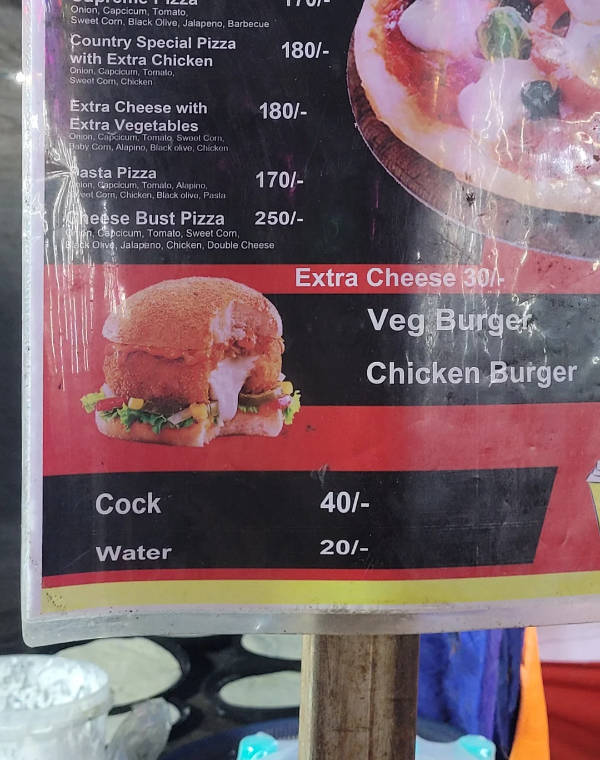 Supreme Pizza 170/-
Onion, Capcicum, Tomato,
Sweet Corn, Black Olive, Jalapeno, Barbecue
Country Special Pizza 180/-
with Extra Chicken
Onion, Capcicum, Tomato,
Sweet Corn, Chicken
Extra Cheese with 180/-
Extra Vegetables
Onion, Capcicum, Tomato, Sweet Corn,
Baby Corn, Alapino, Black olive, Chicken
Pasta Pizza 170/-
Onion, Capcicum, Tomato, Alapino,
Sweet Corn, Chicken, Black olive, Pasta
Cheese Bust Pizza 250/-
Onion, Capcicum, Tomato, Sweet Corn,
Black Olive, Jalapeno, Chicken, Double Cheese
Extra Cheese 30/-
Veg Burger
Chicken Burger
Cock 40/-
Water 20/-